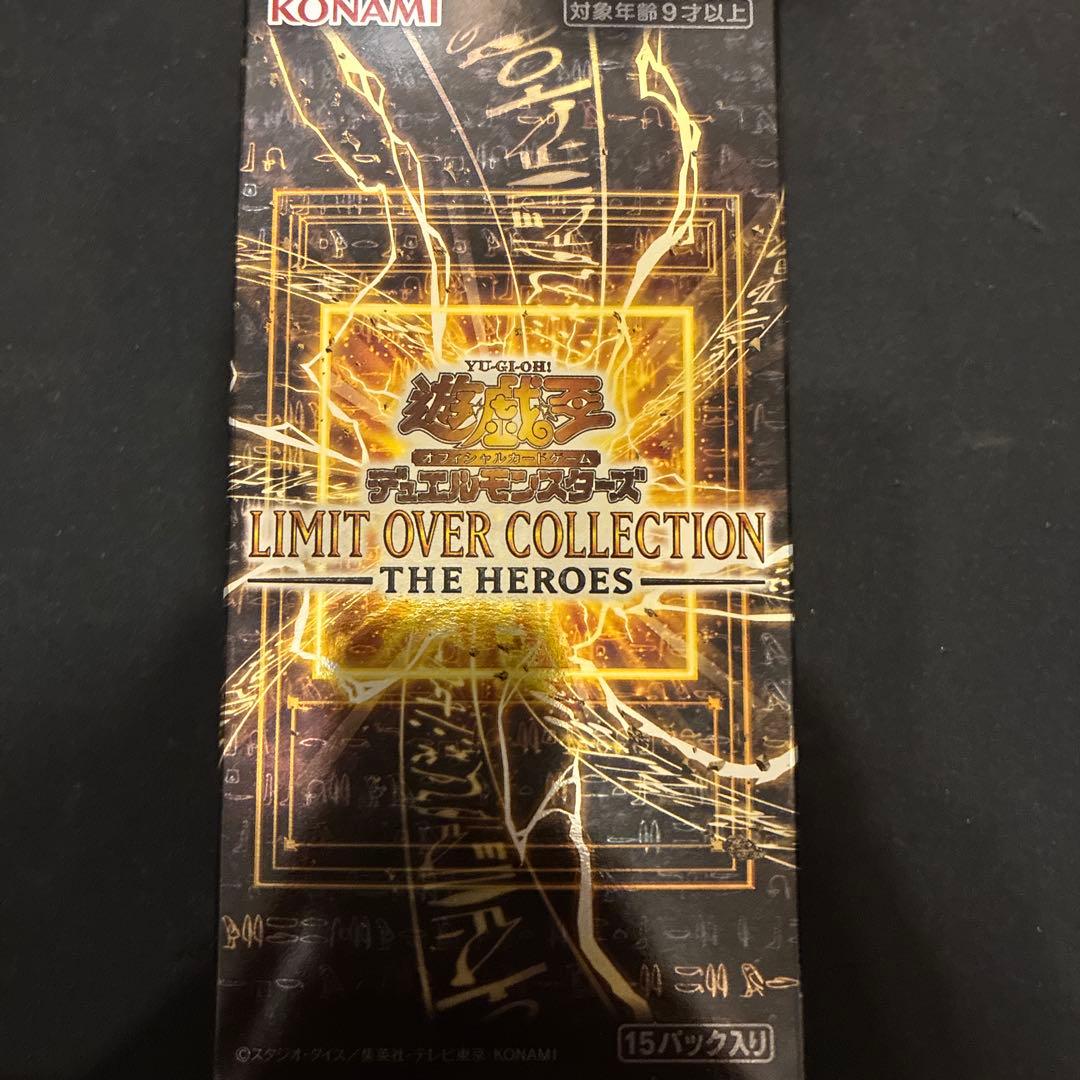 KONAMI
対象年齢9才以上
YU-GI-OH!
遊戯王
オフィシャルカードゲーム
デュエルモンスターズ
LIMIT OVER COLLECTION
THE HEROES
15パック入り
©スタジオ・ダイス／集英社・テレビ東京・KONAMI